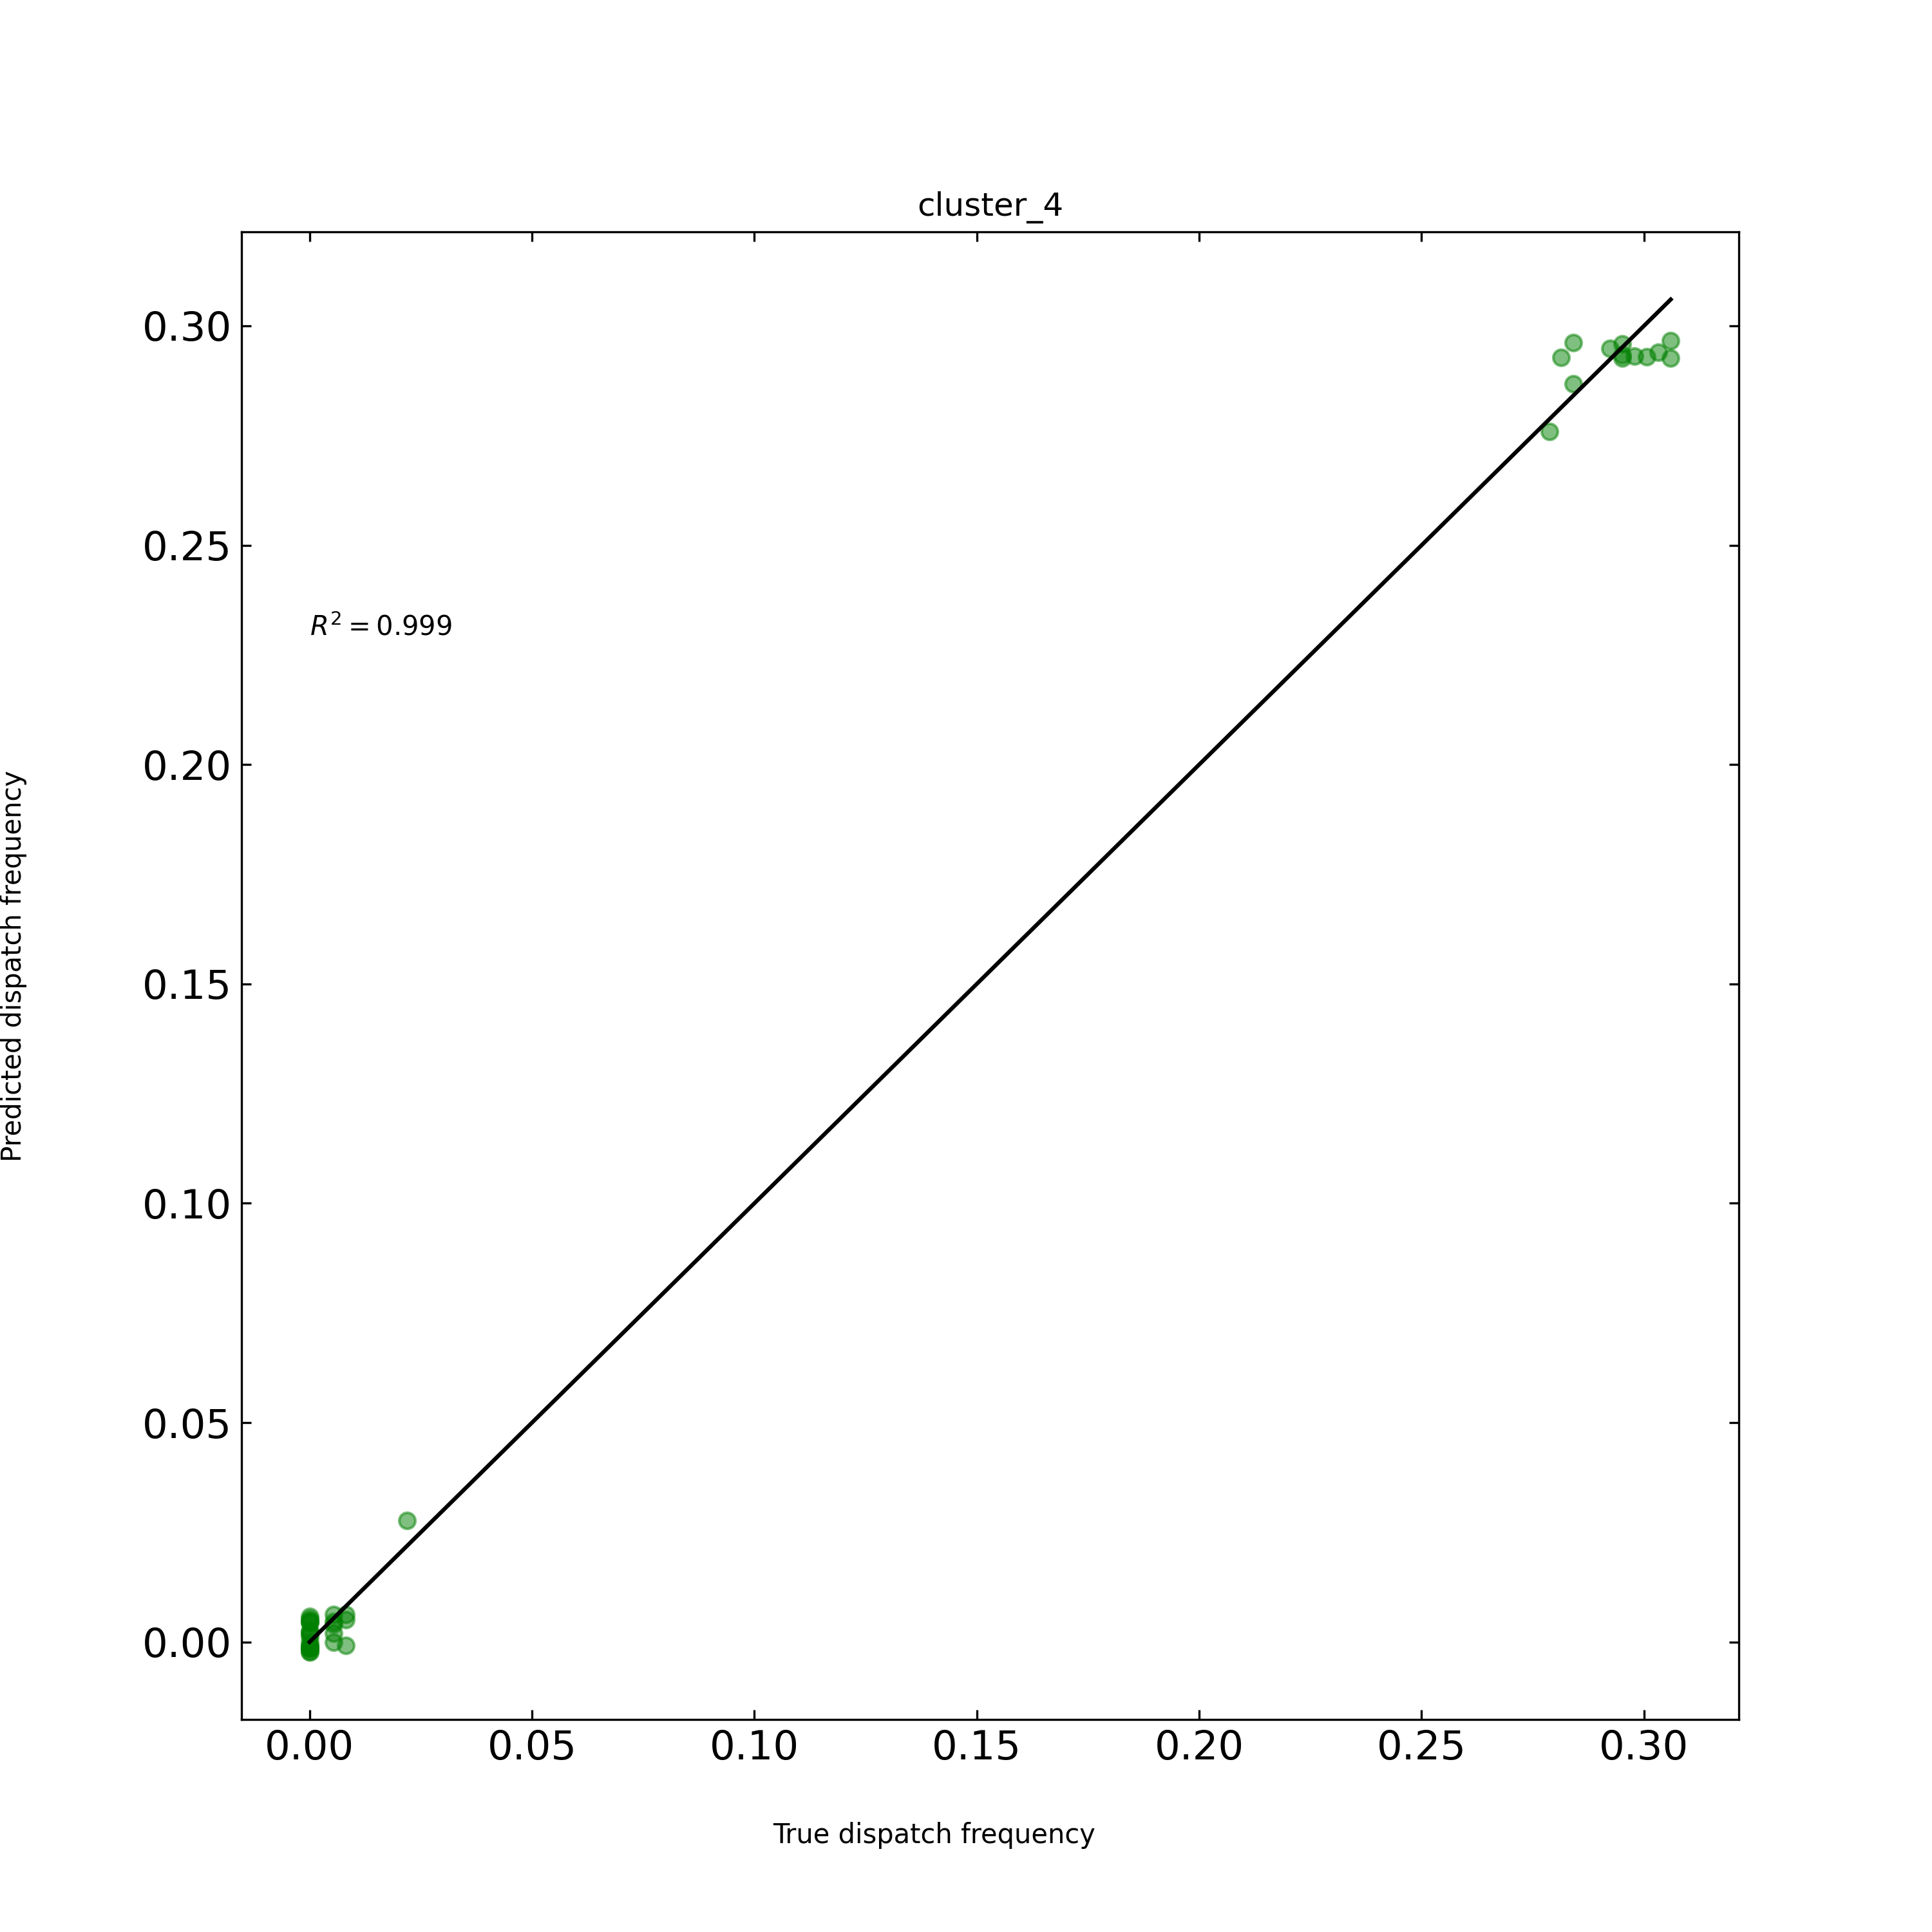 cluster_4
0.30
0.25
R² = 0.999
0.20
0.15
0.10
0.05
0.00
Predicted dispatch frequency
0.00 0.05 0.10 0.15 0.20 0.25 0.30
True dispatch frequency